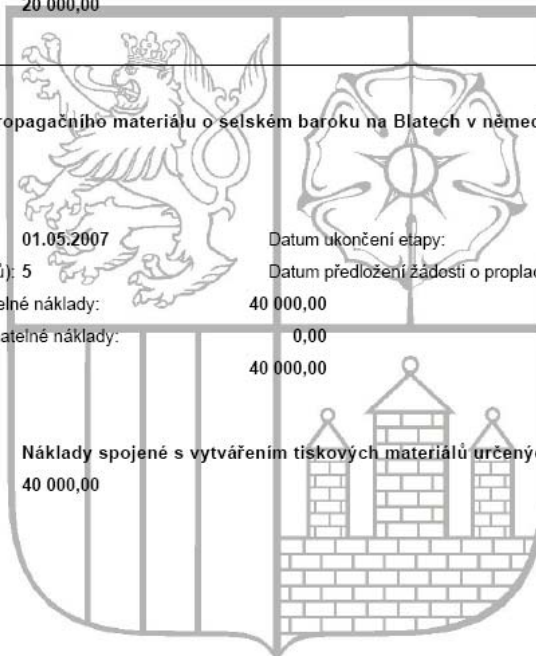 20 000,00
ropagačního materiálu o selském baroku na Blatech v němec
01.05.2007 Datum ukončení etapy:
ů): 5 Datum předložení žádosti o proplac
elné náklady: 40 000,00
atelné náklady: 0,00
40 000,00
Náklady spojené s vytvářením tiskových materiálů určenýc
40 000,00